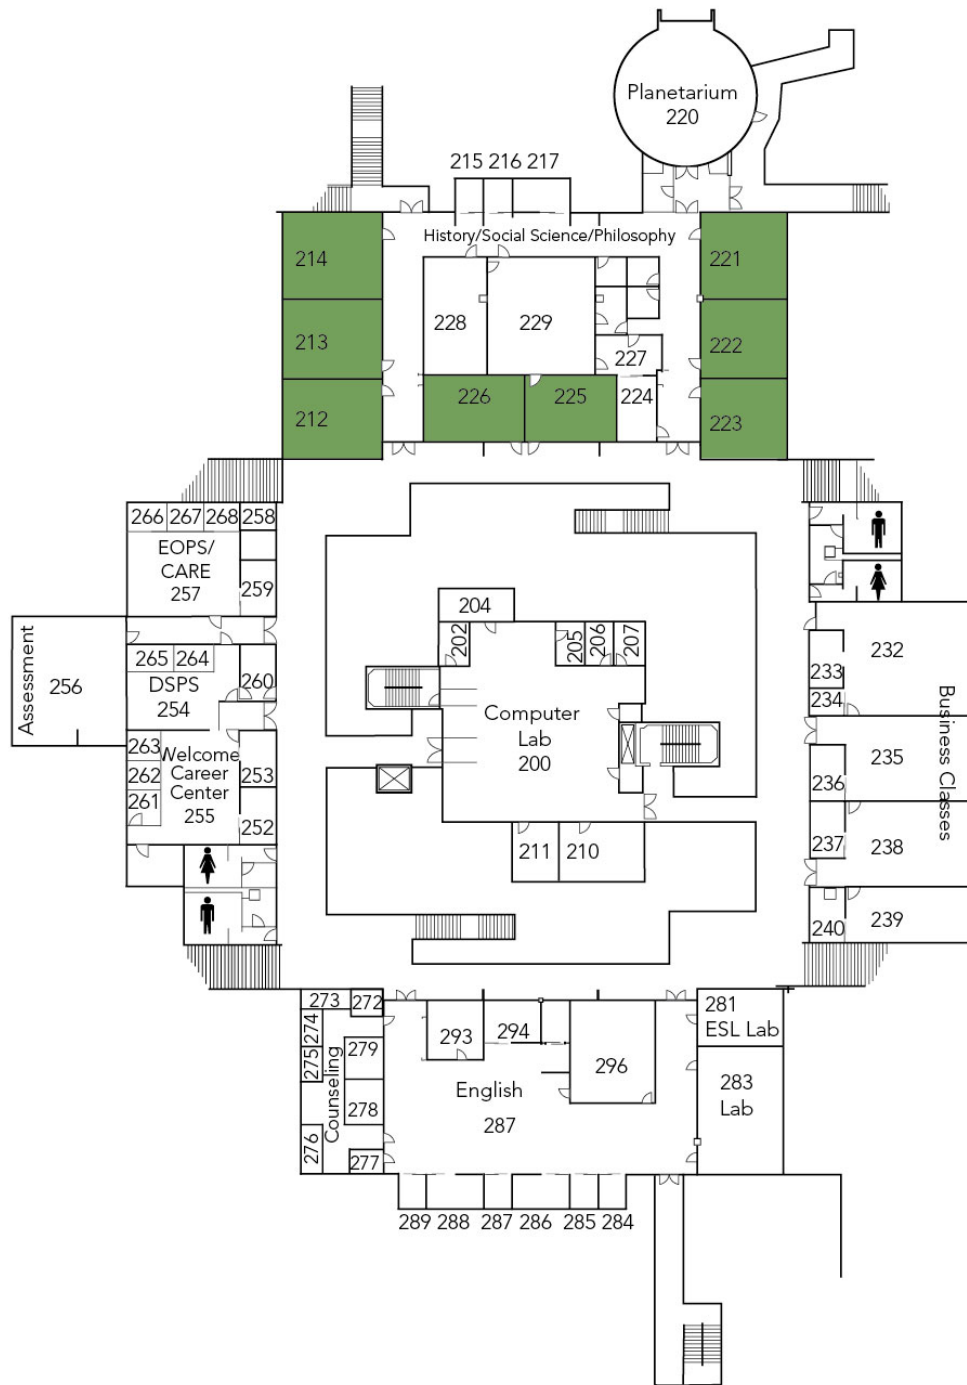 Planetarium
220
215 216 217
History/Social Science/Philosophy
214
221
228
229
213
222
227
226
225
224
212
223
266 267 268 258
EOPS/
CARE
257
259
204
202
205
206
207
232
233
234
Assessment
256
265 264
DSPS
254
260
Computer
Lab
200
Business Classes
235
236
263
262
261
Welcome
Career
Center
255
253
252
211 210
237
238
240
239
273 272
274
275
279
Counseling
278
276
277
293
294
296
English
287
281
ESL Lab
283
Lab
289 288 287 286 285 284